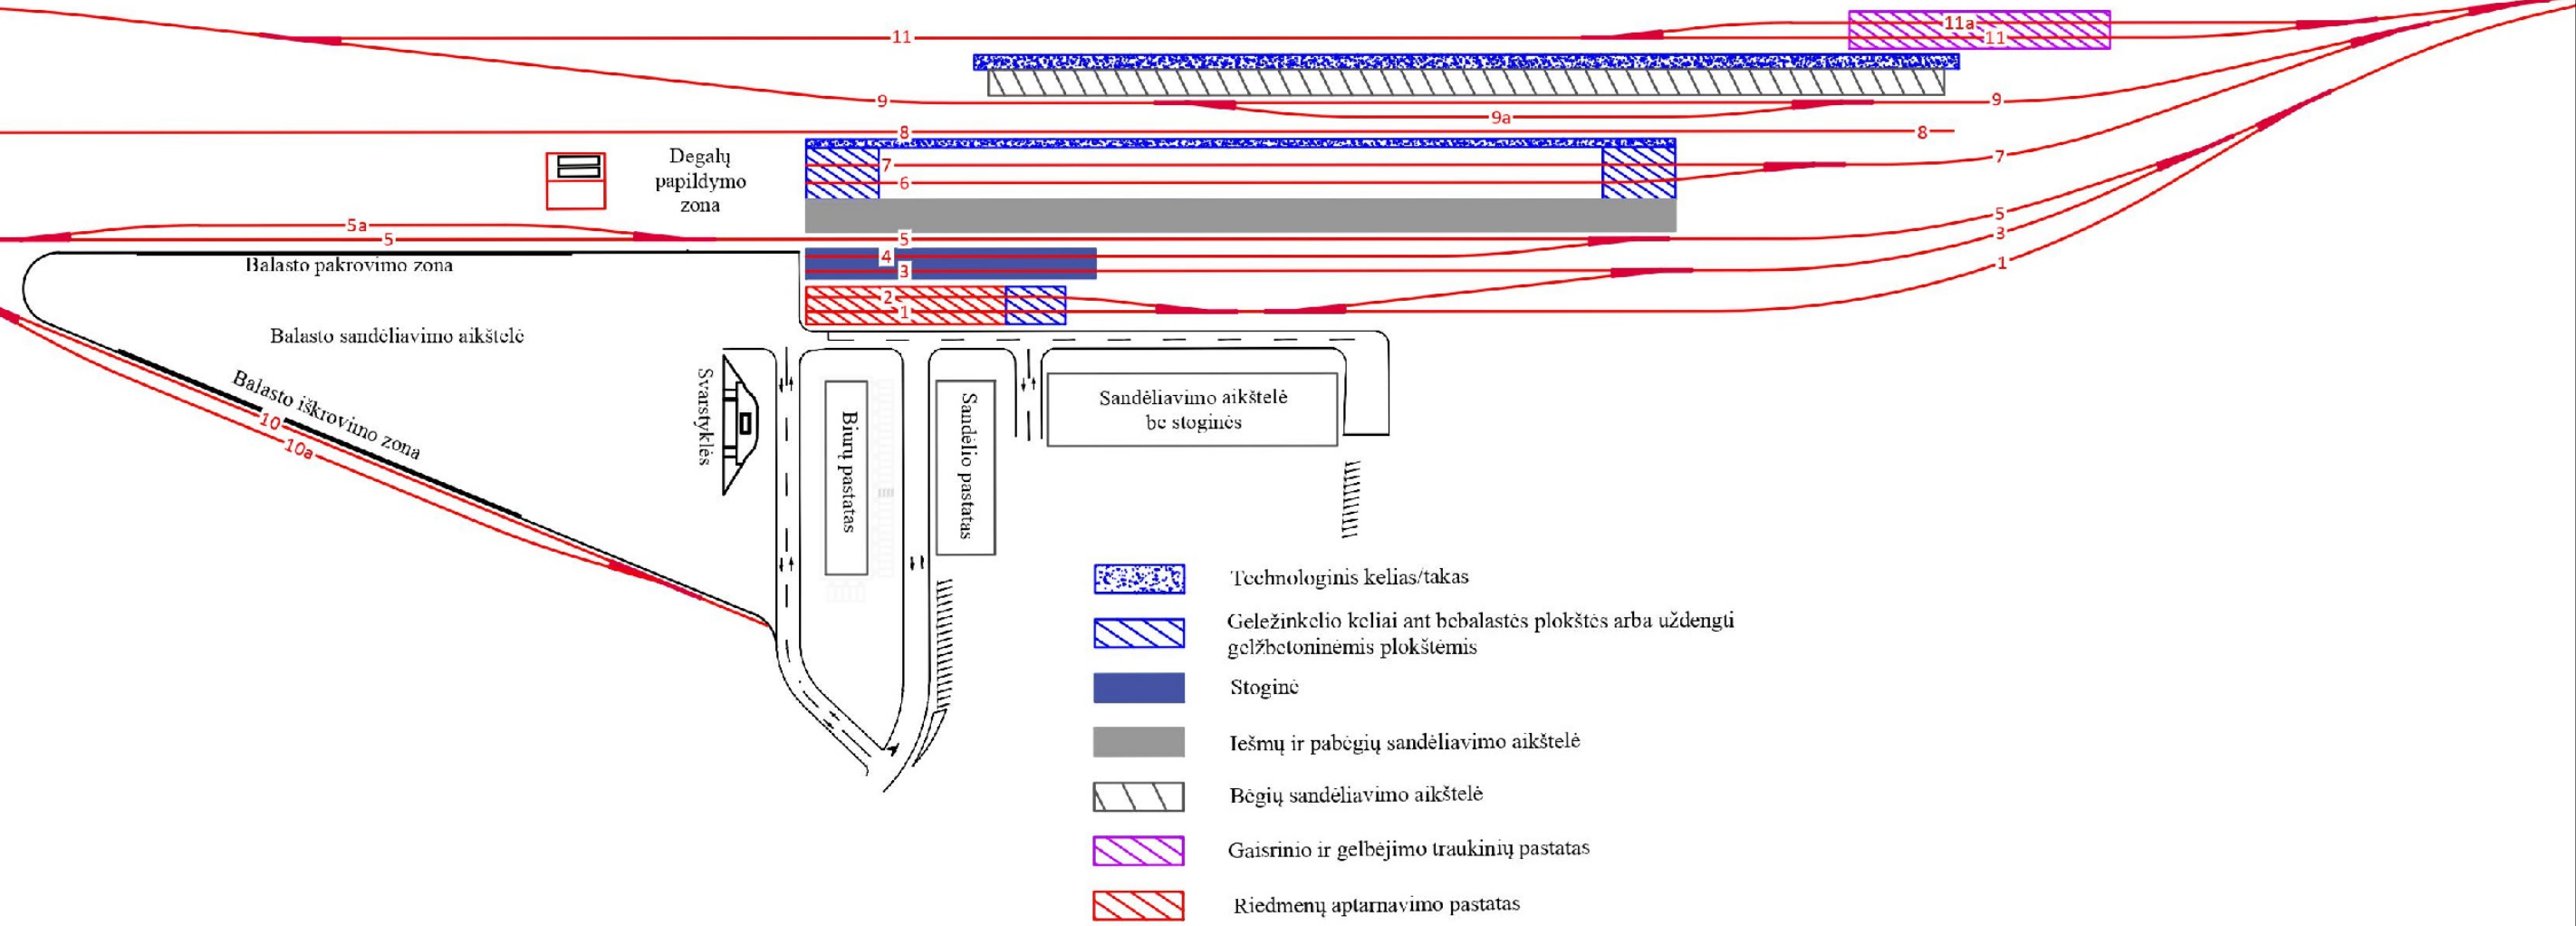 11a
11
11
9
9
9a
8
8
Degalų
papildymo
zona
7
7
6
5a
5
5
5
4
3
3
2
1
1
Balasto pakrovimo zona
Balasto sandėliavimo aikštelė
Balasto iškrovimo zona
10
10a
Svarstyklės
Biurų pastatas
Sandėlio pastatas
Sandėliavimo aikštelė
be stoginės
Technologinis kelias/takas
Geležinkelio keliai ant bebalastės plokštės arba uždengti
gelžbetoninėmis plokštėmis
Stoginė
Iešmų ir pabėgių sandėliavimo aikštelė
Bėgių sandėliavimo aikštelė
Gaisrinio ir gelbėjimo traukinių pastatas
Riedmenų aptarnavimo pastatas